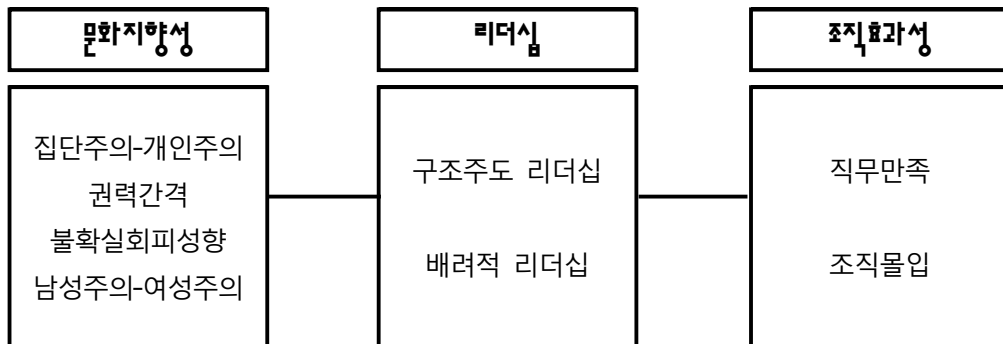 문화지향성
리더십
조직효과성
집단주의-개인주의
권력간격
불확실회피성향
남성주의-여성주의
구조주도 리더십
배려적 리더십
직무만족
조직몰입